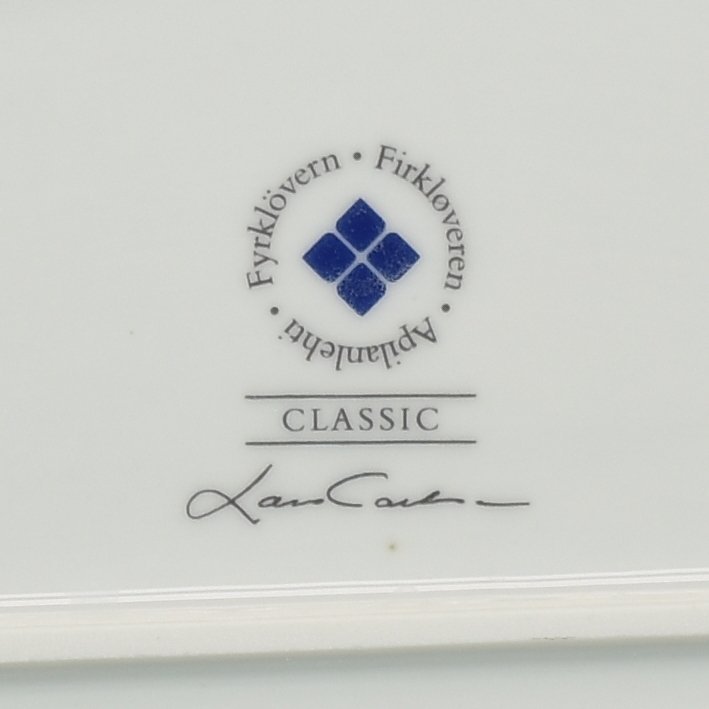 Fyrklövern • Firkløveren • Apilanlehti •
CLASSIC